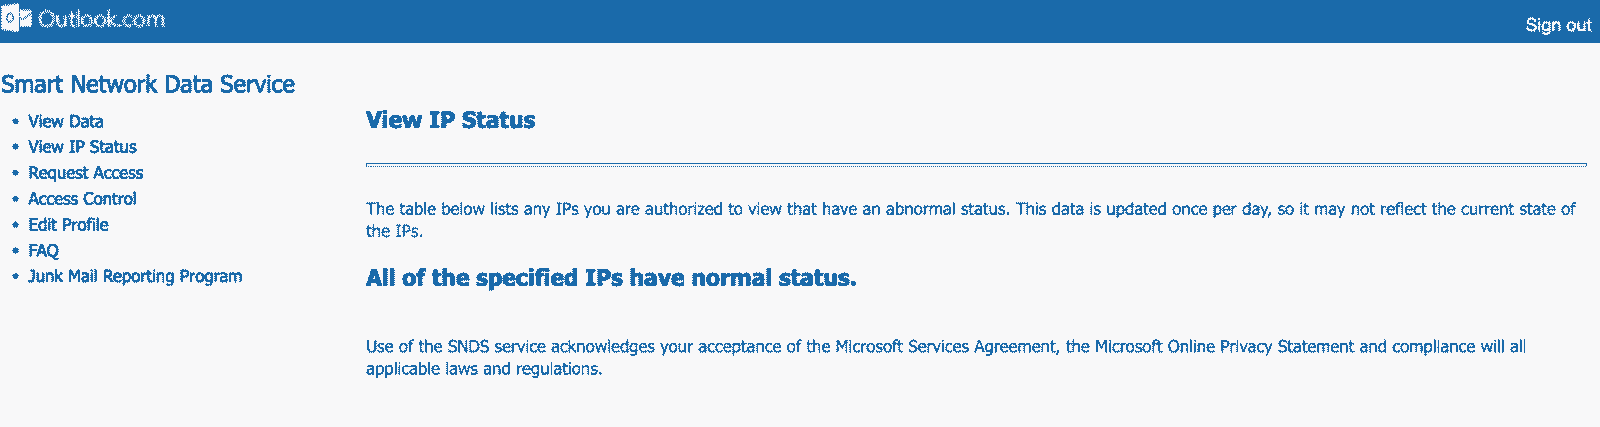 Outlook.com
Sign out
Smart Network Data Service
View Data
View IP Status
Request Access
Access Control
Edit Profile
FAQ
Junk Mail Reporting Program
View IP Status
The table below lists any IPs you are authorized to view that have an abnormal status. This data is updated once per day, so it may not reflect the current state of
the IPs.
All of the specified IPs have normal status.
Use of the SNDS service acknowledges your acceptance of the Microsoft Services Agreement, the Microsoft Online Privacy Statement and compliance will all
applicable laws and regulations.